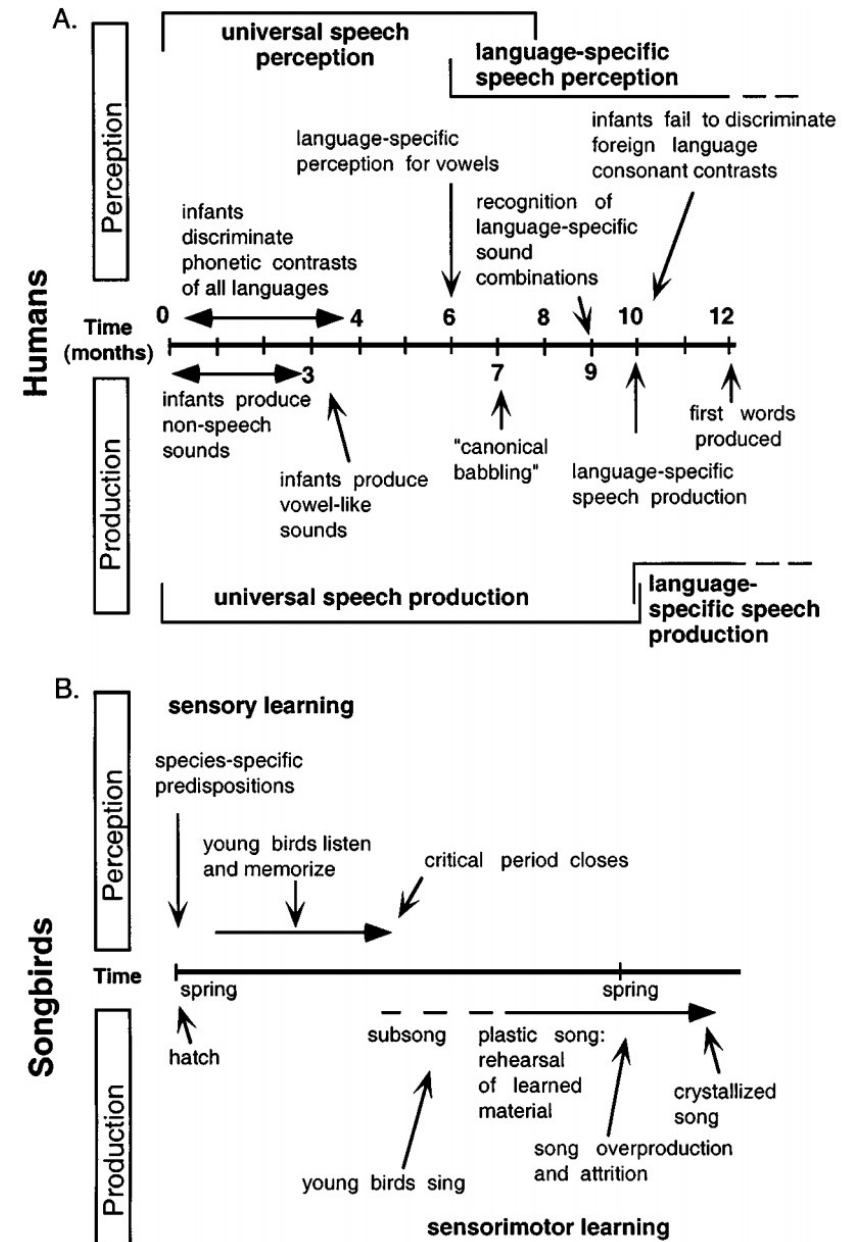 A.
universal speech
perception
language-specific
speech perception
Perception
infants fail to discriminate
foreign language
consonant contrasts
language-specific
perception for vowels
recognition of
language-specific
sound
combinations
infants
discriminate
phonetic contrasts
of all languages
Humans
Time
(months)
0
4
6
8
10
12
3
7
9
Production
infants produce
non-speech
sounds
infants produce
vowel-like
sounds
"canonical
babbling"
language-specific
speech production
first words
produced
universal speech production
language-
specific speech
production
B.
sensory learning
Perception
species-specific
predispositions
young birds listen
and memorize
critical period closes
Songbirds
Time
spring
spring
hatch
Production
subsong
plastic song:
rehearsal
of learned
material
crystallized
song
song overproduction
and attrition
young birds sing
sensorimotor learning